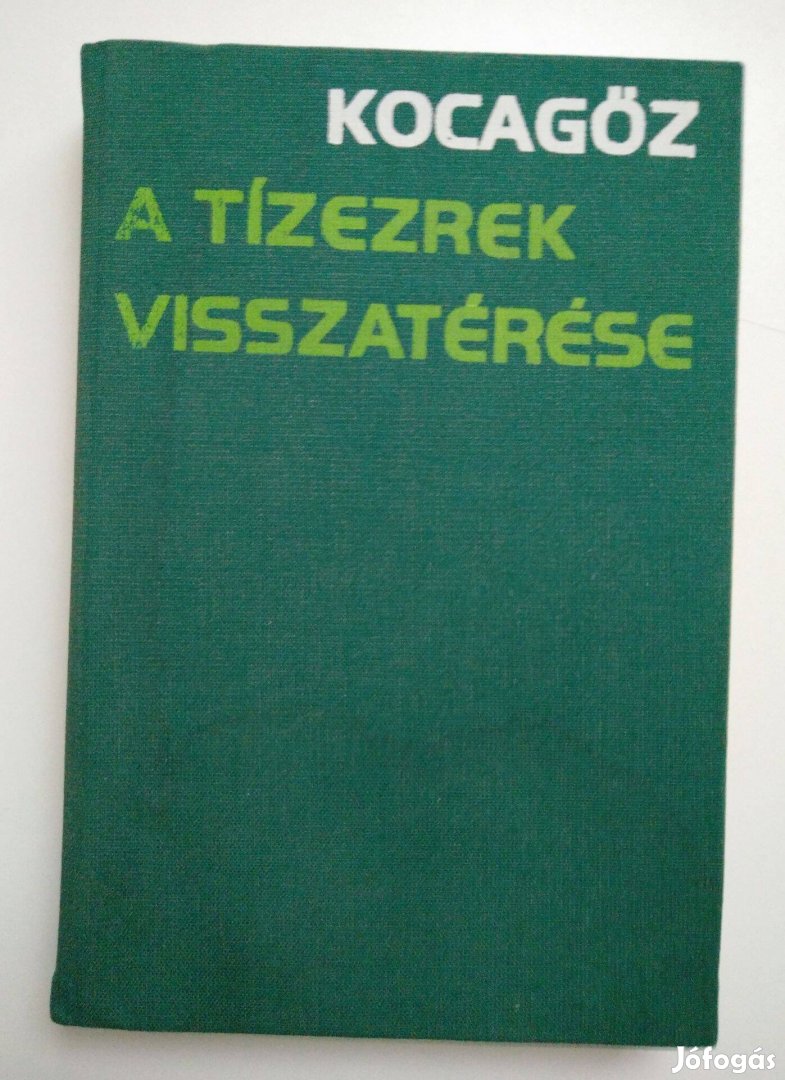 KOCAGÖZ
A TÍZEZREK
VISSZATÉRÉSE
Jófogás